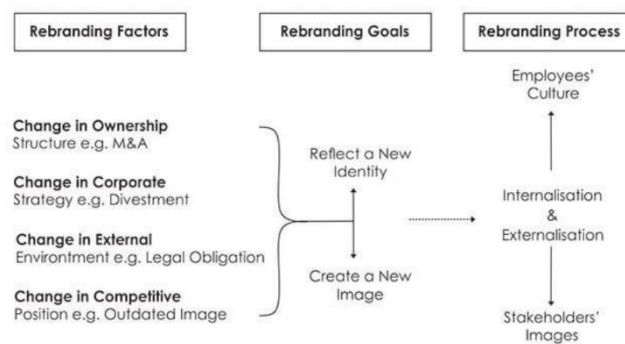 Rebranding Factors
Rebranding Goals
Rebranding Process
Change in Ownership
Structure e.g. M&A
Change in Corporate
Strategy e.g. Divestment
Change in External
Environtment e.g. Legal Obligation
Change in Competitive
Position e.g. Outdated Image
Reflect a New
Identity
Create a New
Image
Employees'
Culture
Internalisation
&
Externalisation
Stakeholders'
Images